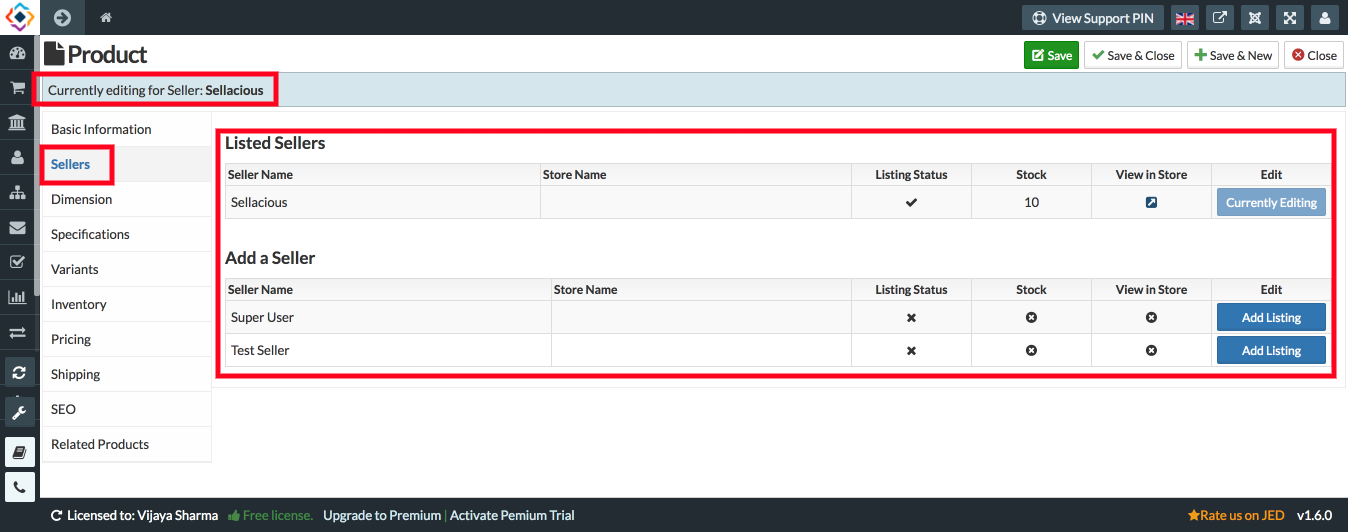 View Support PIN
Product
Save
Save & Close
Save & New
Close
Currently editing for Seller: Sellacious
Basic Information
Sellers
Dimension
Specifications
Variants
Inventory
Pricing
Shipping
SEO
Related Products
Listed Sellers
Seller Name Store Name Listing Status Stock View in Store Edit
Sellacious 10 Currently Editing
Add a Seller
Seller Name Store Name Listing Status Stock View in Store Edit
Super User Add Listing
Test Seller Add Listing
Licensed to: Vijaya Sharma Free license. Upgrade to Premium | Activate Pemium Trial Rate us on JED v1.6.0